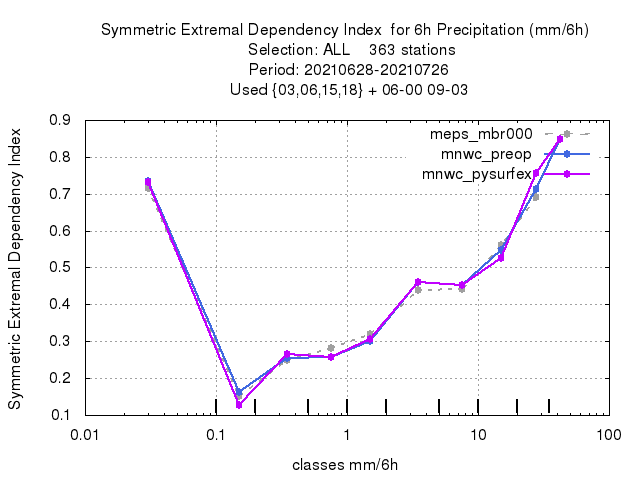 Symmetric Extremal Dependency Index  for 6h Precipitation (mm/6h)
Selection: ALL    363 stations
Period: 20210628-20210726
Used {03,06,15,18} + 06-00 09-03
Symmetric Extremal Dependency Index
0.9
0.8
0.7
0.6
0.5
0.4
0.3
0.2
0.1
meps_mbr000
mnwc_preop
mnwc_pysurfex
0.01
0.1
1
10
100
classes mm/6h